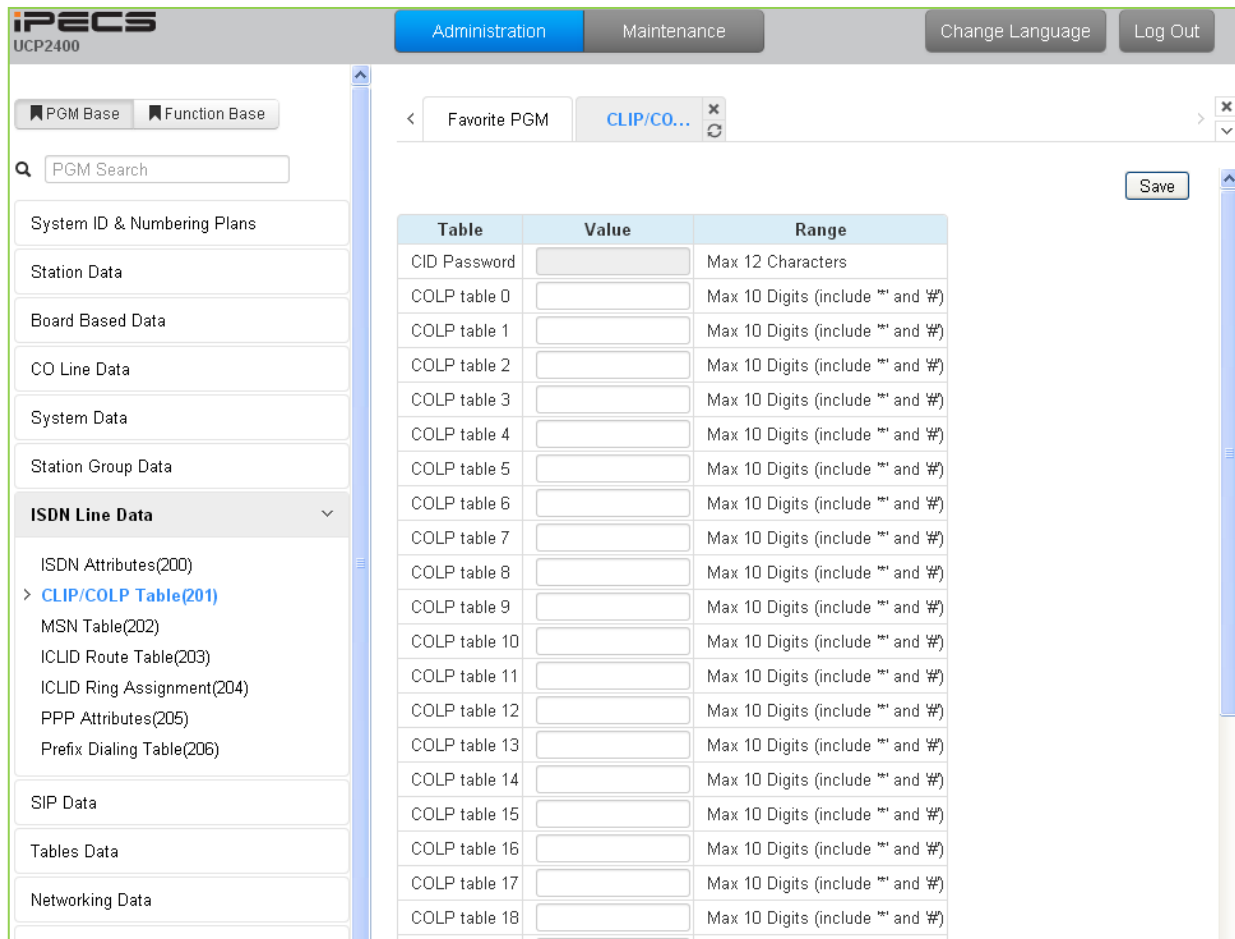 iPECS
UCP2400
Administration
Maintenance
Change Language
Log Out
PGM Base
Function Base
PGM Search
System ID & Numbering Plans
Station Data
Board Based Data
CO Line Data
System Data
Station Group Data
ISDN Line Data
ISDN Attributes(200)
> CLIP/COLP Table(201)
MSN Table(202)
ICLID Route Table(203)
ICLID Ring Assignment(204)
PPP Attributes(205)
Prefix Dialing Table(206)
SIP Data
Tables Data
Networking Data
Favorite PGM
CLIP/CO...
Save
Table Value Range
CID Password Max 12 Characters
COLP table 0 Max 10 Digits (include '*' and '#')
COLP table 1 Max 10 Digits (include '*' and '#')
COLP table 2 Max 10 Digits (include '*' and '#')
COLP table 3 Max 10 Digits (include '*' and '#')
COLP table 4 Max 10 Digits (include '*' and '#')
COLP table 5 Max 10 Digits (include '*' and '#')
COLP table 6 Max 10 Digits (include '*' and '#')
COLP table 7 Max 10 Digits (include '*' and '#')
COLP table 8 Max 10 Digits (include '*' and '#')
COLP table 9 Max 10 Digits (include '*' and '#')
COLP table 10 Max 10 Digits (include '*' and '#')
COLP table 11 Max 10 Digits (include '*' and '#')
COLP table 12 Max 10 Digits (include '*' and '#')
COLP table 13 Max 10 Digits (include '*' and '#')
COLP table 14 Max 10 Digits (include '*' and '#')
COLP table 15 Max 10 Digits (include '*' and '#')
COLP table 16 Max 10 Digits (include '*' and '#')
COLP table 17 Max 10 Digits (include '*' and '#')
COLP table 18 Max 10 Digits (include '*' and '#')